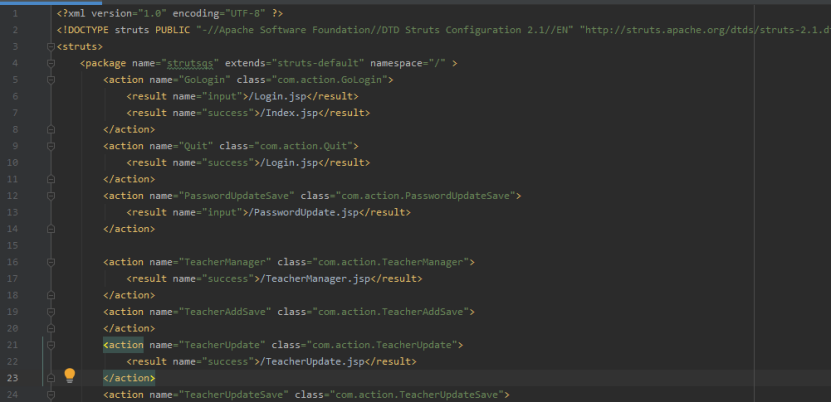 1 <?xml version="1.0" encoding="UTF-8" ?>
2 <!DOCTYPE struts PUBLIC "-//Apache Software Foundation//DTD Struts Configuration 2.1//EN" "http://struts.apache.org/dtds/struts-2.1.d
3 <struts>
4 <package name="strutsqs" extends="struts-default" namespace="/" >
5 <action name="GoLogin" class="com.action.GoLogin">
6 <result name="input">/Login.jsp</result>
7 <result name="success">/Index.jsp</result>
8 </action>
9 <action name="Quit" class="com.action.Quit">
10 <result name="success">/Login.jsp</result>
11 </action>
12 <action name="PasswordUpdateSave" class="com.action.PasswordUpdateSave">
13 <result name="input">/PasswordUpdate.jsp</result>
14 </action>
15
16 <action name="TeacherManager" class="com.action.TeacherManager">
17 <result name="success">/TeacherManager.jsp</result>
18 </action>
19 <action name="TeacherAddSave" class="com.action.TeacherAddSave">
20 </action>
21 <action name="TeacherUpdate" class="com.action.TeacherUpdate">
22 <result name="success">/TeacherUpdate.jsp</result>
23 </action>
24 <action name="TeacherUpdateSave" class="com.action.TeacherUpdateSave">